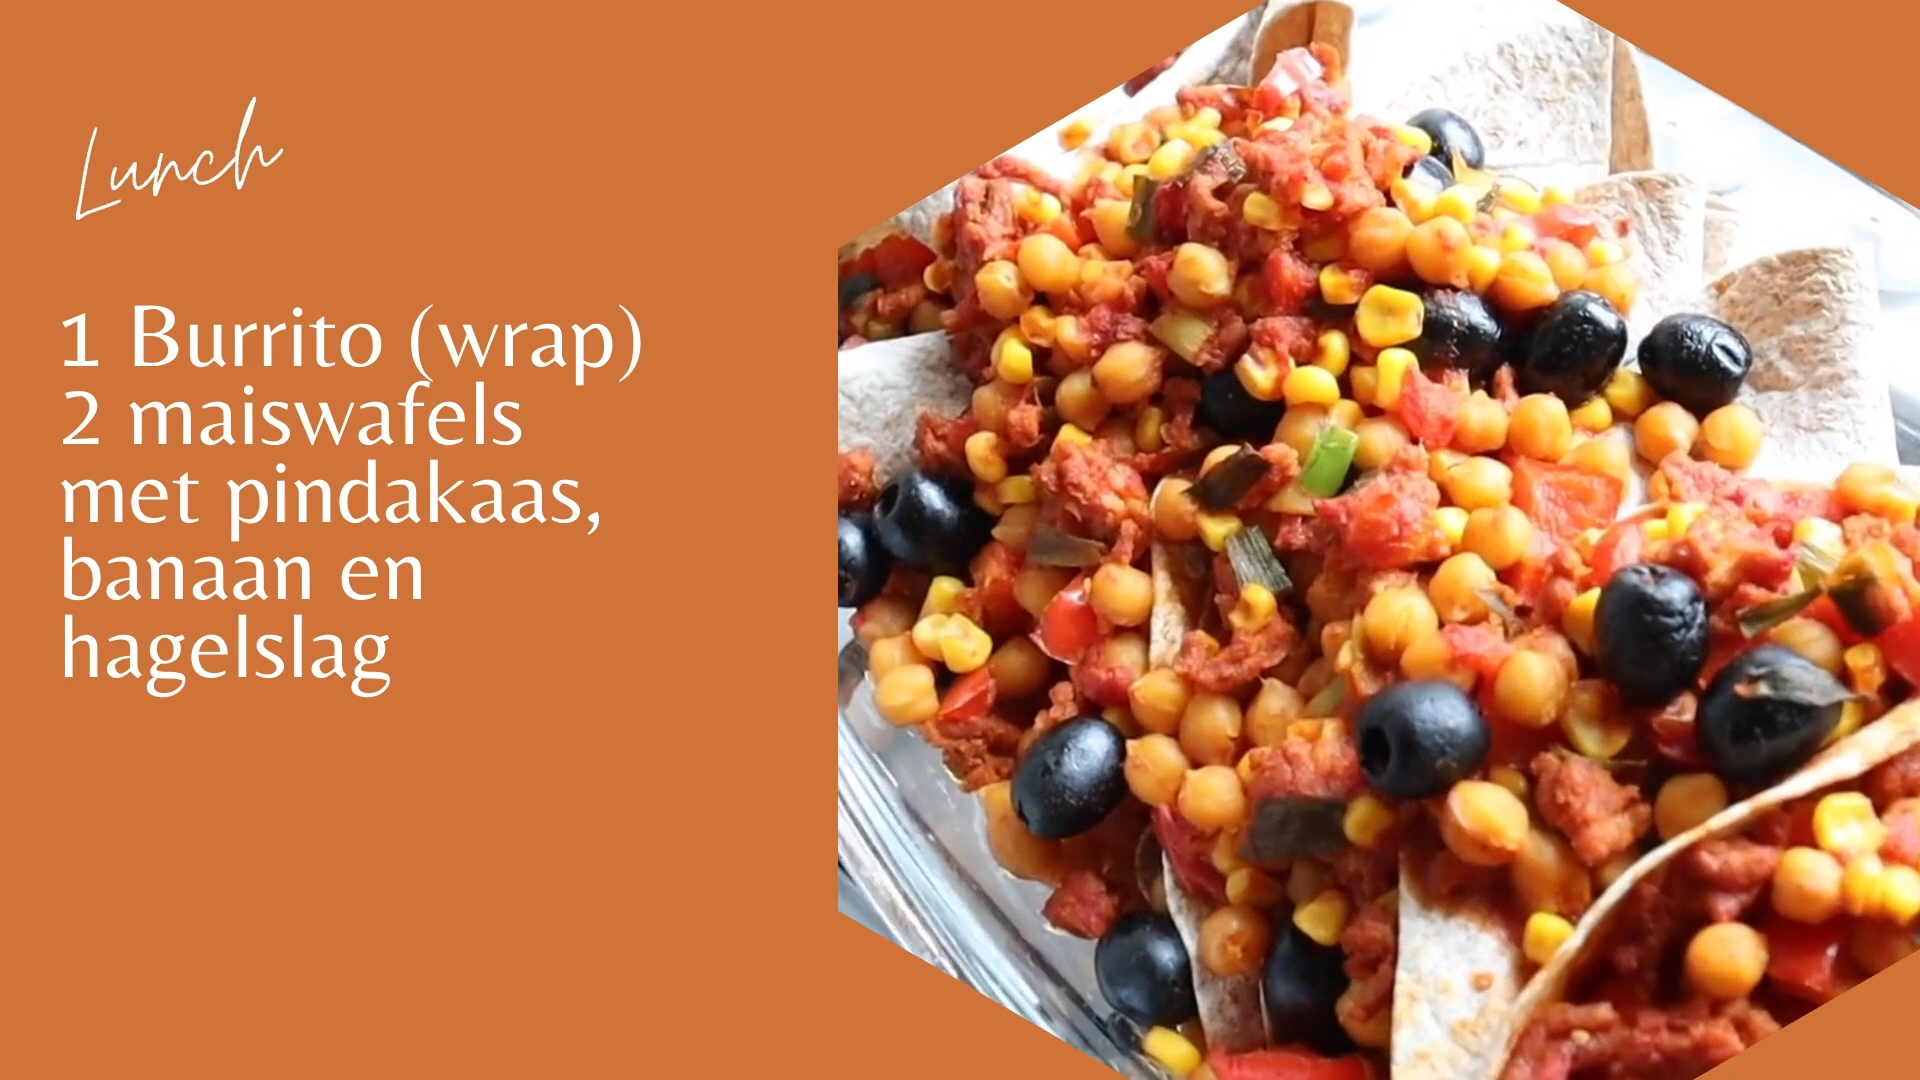 Lunch
1 Burrito (wrap)
2 maiswafels
met pindakaas,
banaan en
hagelslag